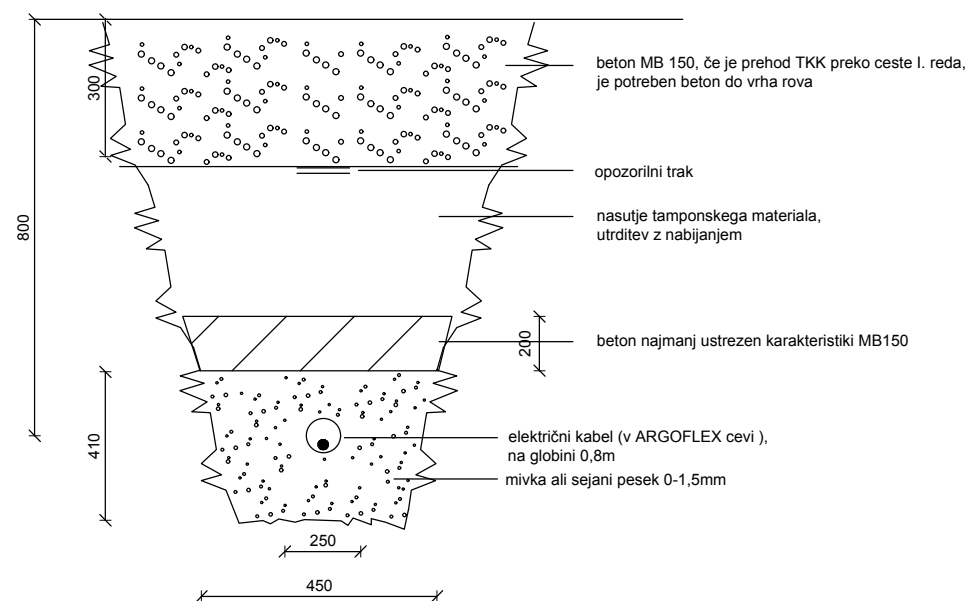 beton MB 150, če je prehod TKK preko ceste I. reda,
je potreben beton do vrha rova
300
opozorilni trak
800
nasutje tamponskega materiala,
utrditev z nabijanjem
200
beton najmanj ustrezen karakteristiki MB150
410
električni kabel (v ARGOFLEX cevi ),
na globini 0,8m
mivka ali sejani pesek 0-1,5mm
250
450